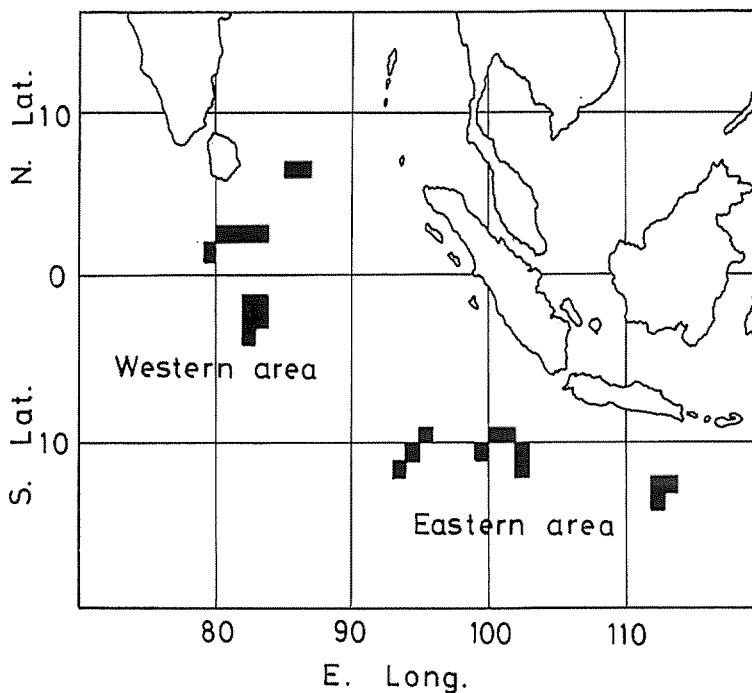 N. Lat.
10
0
Western area
S. Lat.
10
Eastern area
80 90 100 110
E. Long.